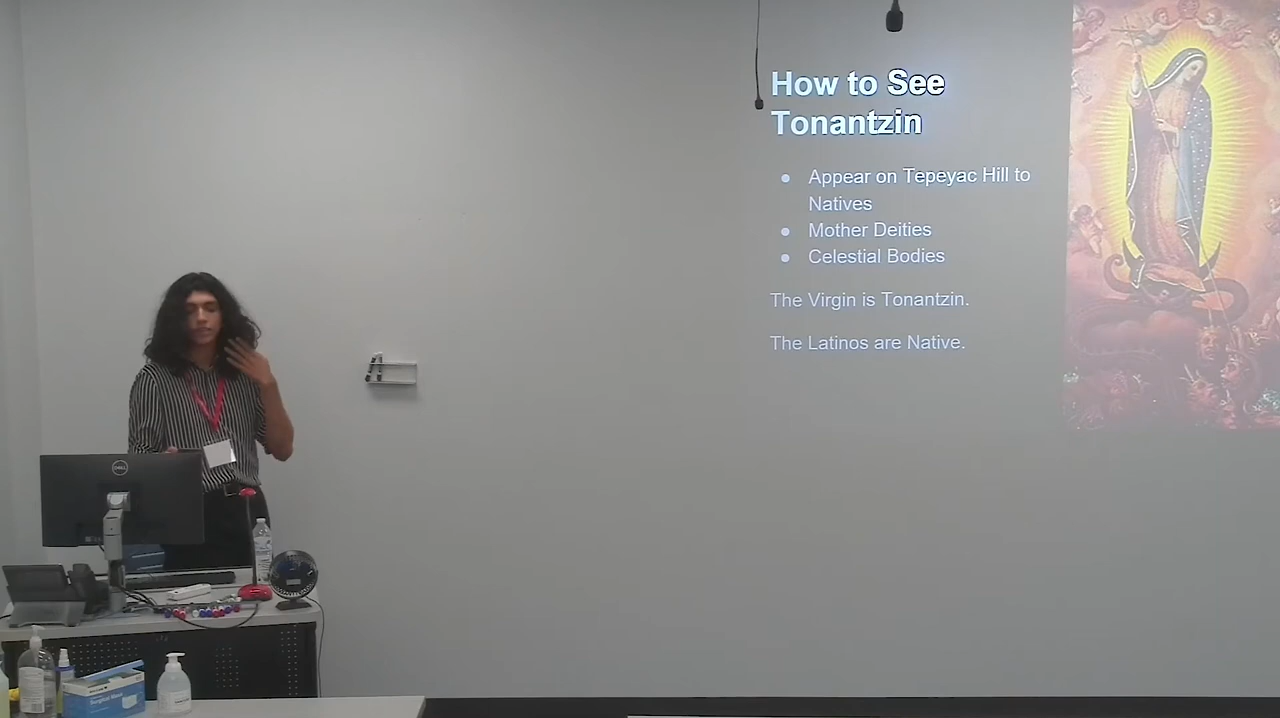 How to See
Tonantzin
Appear on Tepeyac Hill to
Natives
Mother Deities
Celestial Bodies
The Virgin is Tonantzin.
The Latinos are Native.
DELL